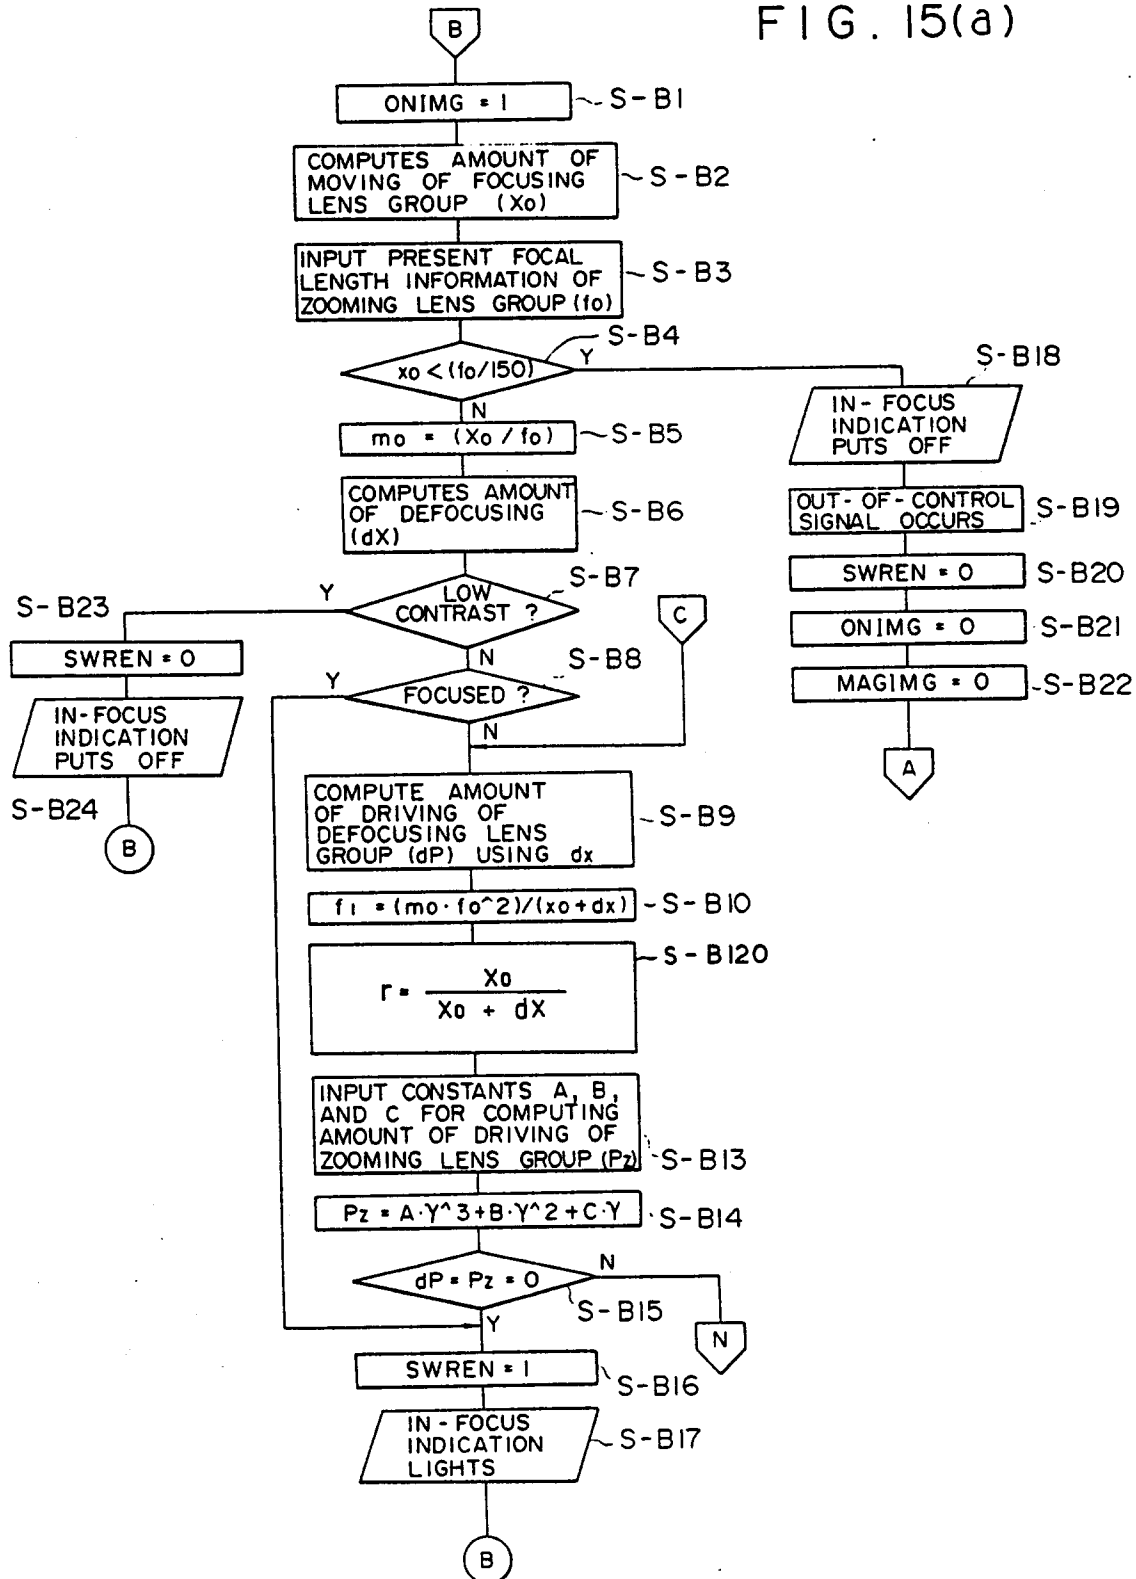 FIG. 15(a)
B
ONIMG = 1
S-B1
COMPUTES AMOUNT OF
MOVING OF FOCUSING
LENS GROUP (Xo)
S-B2
INPUT PRESENT FOCAL
LENGTH INFORMATION OF
ZOOMING LENS GROUP (fo)
S-B3
xo < (fo/150)
S-B4
Y
N
mo = (Xo / fo)
S-B5
COMPUTES AMOUNT
OF DEFOCUSING
(dX)
S-B6
LOW
CONTRAST ?
S-B7
Y
N
FOCUSED ?
S-B8
Y
N
C
S-B23
SWREN = 0
IN-FOCUS
INDICATION
PUTS OFF
S-B24
B
S-B18
IN-FOCUS
INDICATION
PUTS OFF
OUT-OF-CONTROL
SIGNAL OCCURS
S-B19
SWREN = 0
S-B20
ONIMG = 0
S-B21
MAGIMG = 0
S-B22
A
COMPUTE AMOUNT
OF DRIVING OF
DEFOCUSING LENS
GROUP (dP) USING dx
S-B9
f1 = (mo·fo^2)/(xo+dx)
S-B10
r = Xo / Xo + dX
S-B120
INPUT CONSTANTS A, B,
AND C FOR COMPUTING
AMOUNT OF DRIVING OF
ZOOMING LENS GROUP (Pz)
S-B13
Pz = A·γ^3+B·γ^2+C·γ
S-B14
dP = Pz = 0
N
S-B15
Y
N
SWREN = 1
S-B16
IN-FOCUS
INDICATION
LIGHTS
S-B17
B